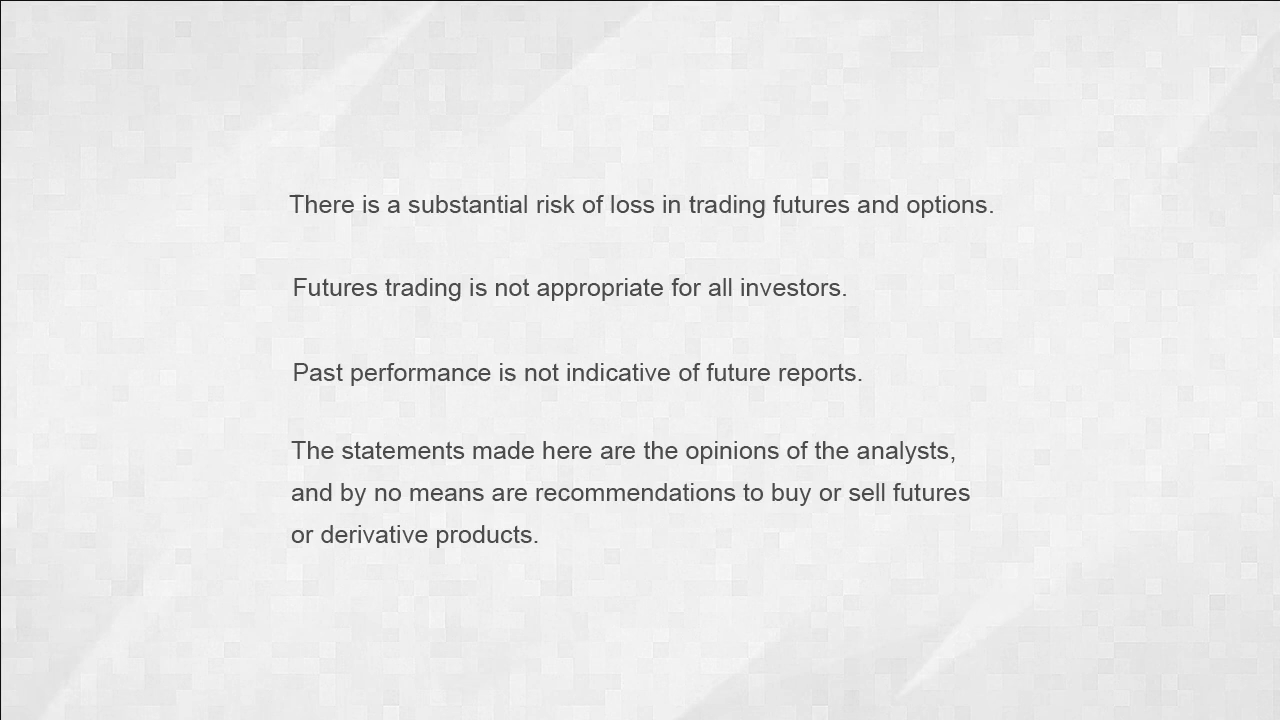 There is a substantial risk of loss in trading futures and options.
Futures trading is not appropriate for all investors.
Past performance is not indicative of future reports.
The statements made here are the opinions of the analysts,
and by no means are recommendations to buy or sell futures
or derivative products.